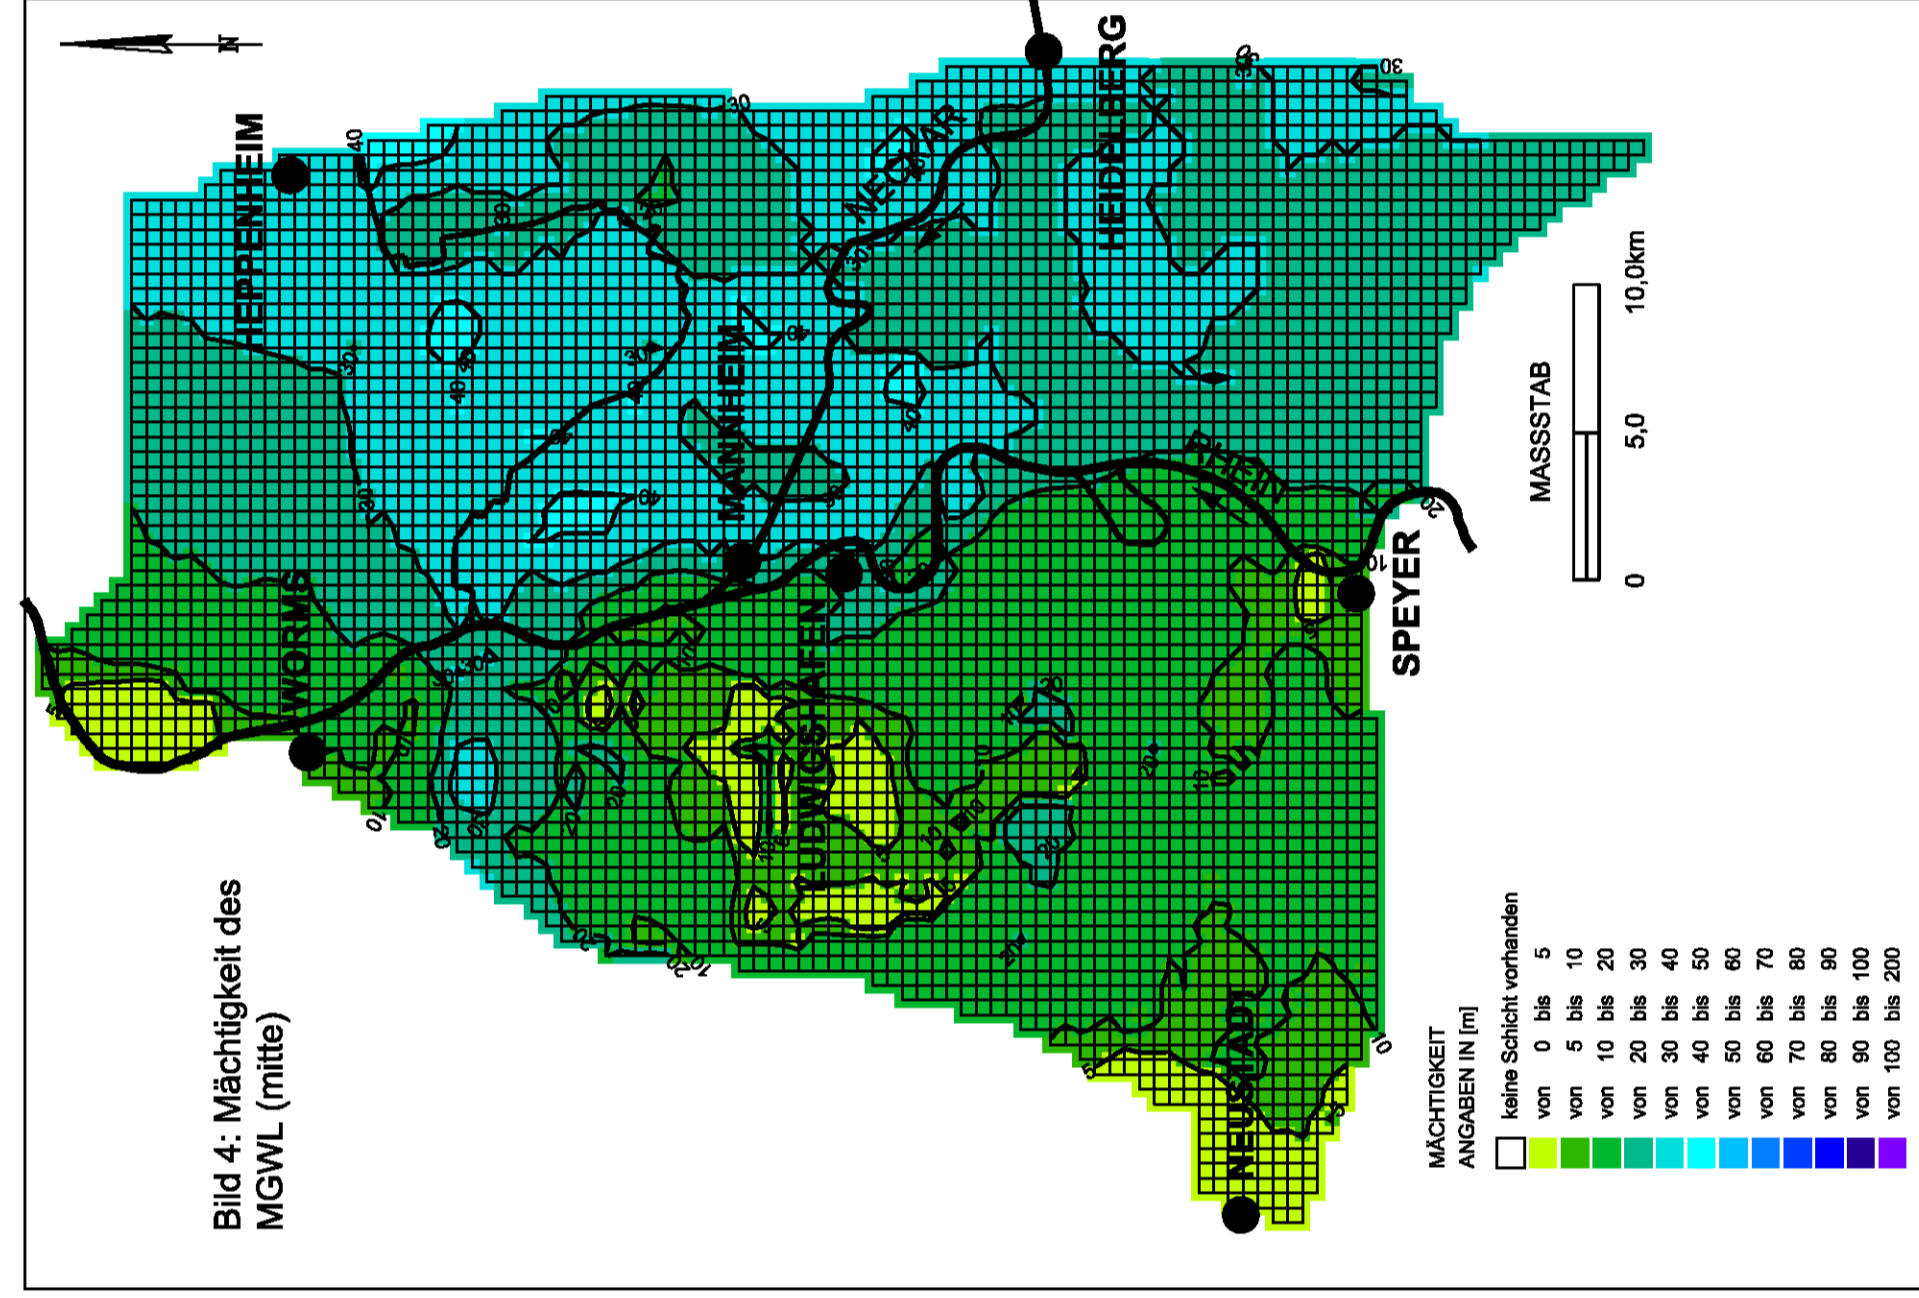 Bild 4: Mächtigkeit des
MGWL (mitte)
N
HEPPENHEIM
WORMS
MANNHEIM
LUDWIGSHAFEN
NECKAR
HEIDELBERG
RHEIN
SPEYER
NEUSTADT
MASSSTAB
0 5,0 10,0km
MÄCHTIGKEIT
ANGABEN IN [m]
keine Schicht vorhanden
von 0 bis 5
von 5 bis 10
von 10 bis 20
von 20 bis 30
von 30 bis 40
von 40 bis 50
von 50 bis 60
von 60 bis 70
von 70 bis 80
von 80 bis 90
von 90 bis 100
von 100 bis 200